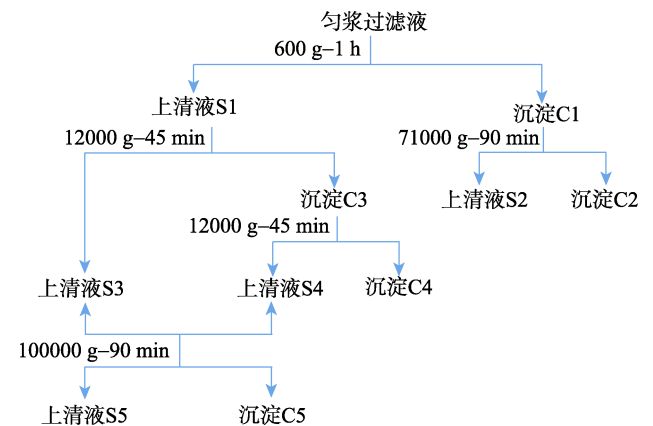 匀浆过滤液
600 g–1 h
上清液S1
沉淀C1
12000 g–45 min
71000 g–90 min
沉淀C3
上清液S2
沉淀C2
12000 g–45 min
上清液S3
上清液S4
沉淀C4
100000 g–90 min
上清液S5
沉淀C5